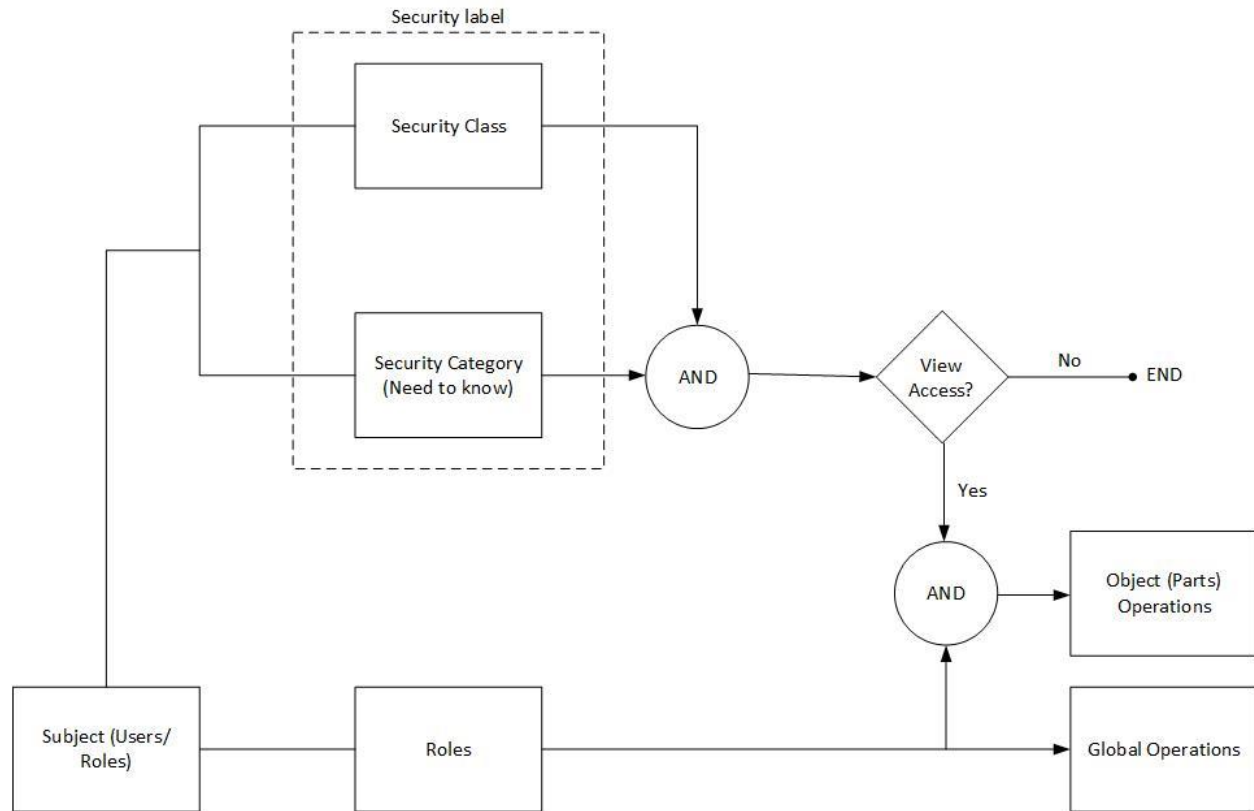 Security label
Security Class
Security Category
(Need to know)
AND
View
Access?
No
END
Yes
AND
Object (Parts)
Operations
Subject (Users/
Roles)
Roles
Global Operations